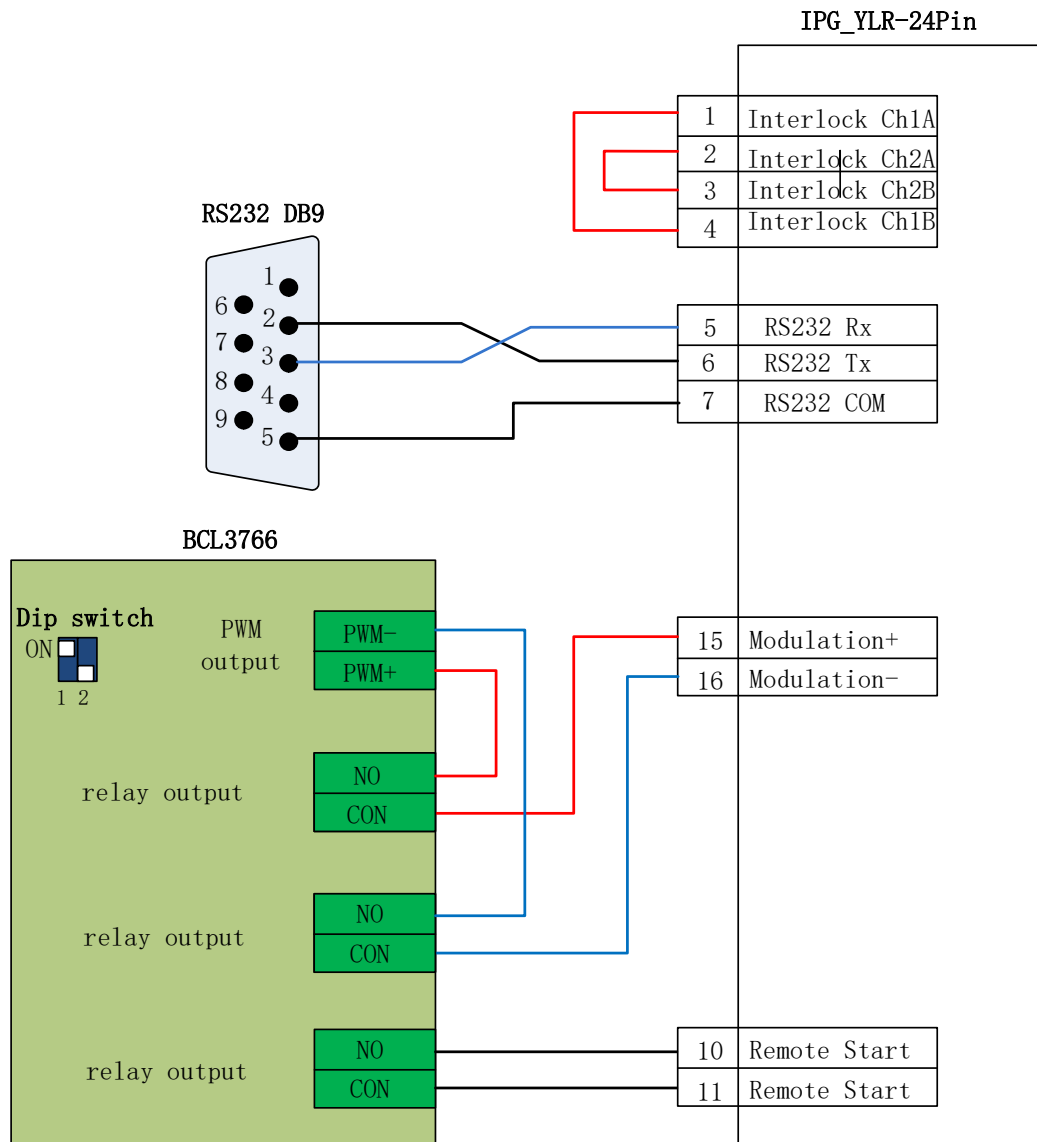 IPG_YLR-24Pin
1 Interlock Ch1A
2 Interlock Ch2A
3 Interlock Ch2B
4 Interlock Ch1B
RS232 DB9
1
6
2
7
3
8
4
9
5
5 RS232 Rx
6 RS232 Tx
7 RS232 COM
BCL3766
Dip switch
ON
1 2
PWM
output
PWM-
PWM+
15 Modulation+
16 Modulation-
relay output
NO
CON
relay output
NO
CON
relay output
NO
CON
10 Remote Start
11 Remote Start